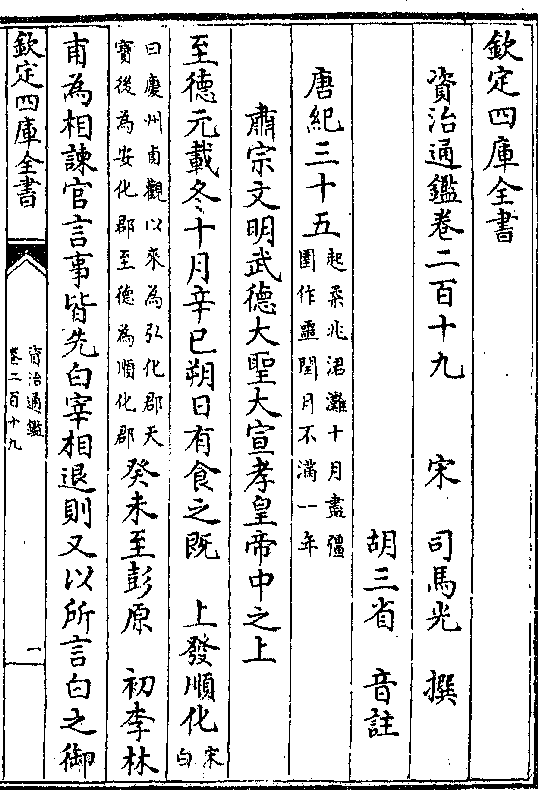 欽定四庫全書
資治通鑑卷二百十九 宋 司馬光 撰
胡三省 音註
唐紀三十五 起柔兆涒灘十月盡彊圉作噩閏月不滿一年
肅宗文明武德大聖大宣孝皇帝中之上
至德元載冬十月辛巳朔日有食之既 上發順化 宋白
曰慶州貞觀以來為弘化郡天寶後為安化郡至德為順化郡 癸未至彭原 初李林
甫為相諫官言事皆先白宰相退則又以所言白之御
欽定四庫全書 資治通鑑 卷二百十九 一